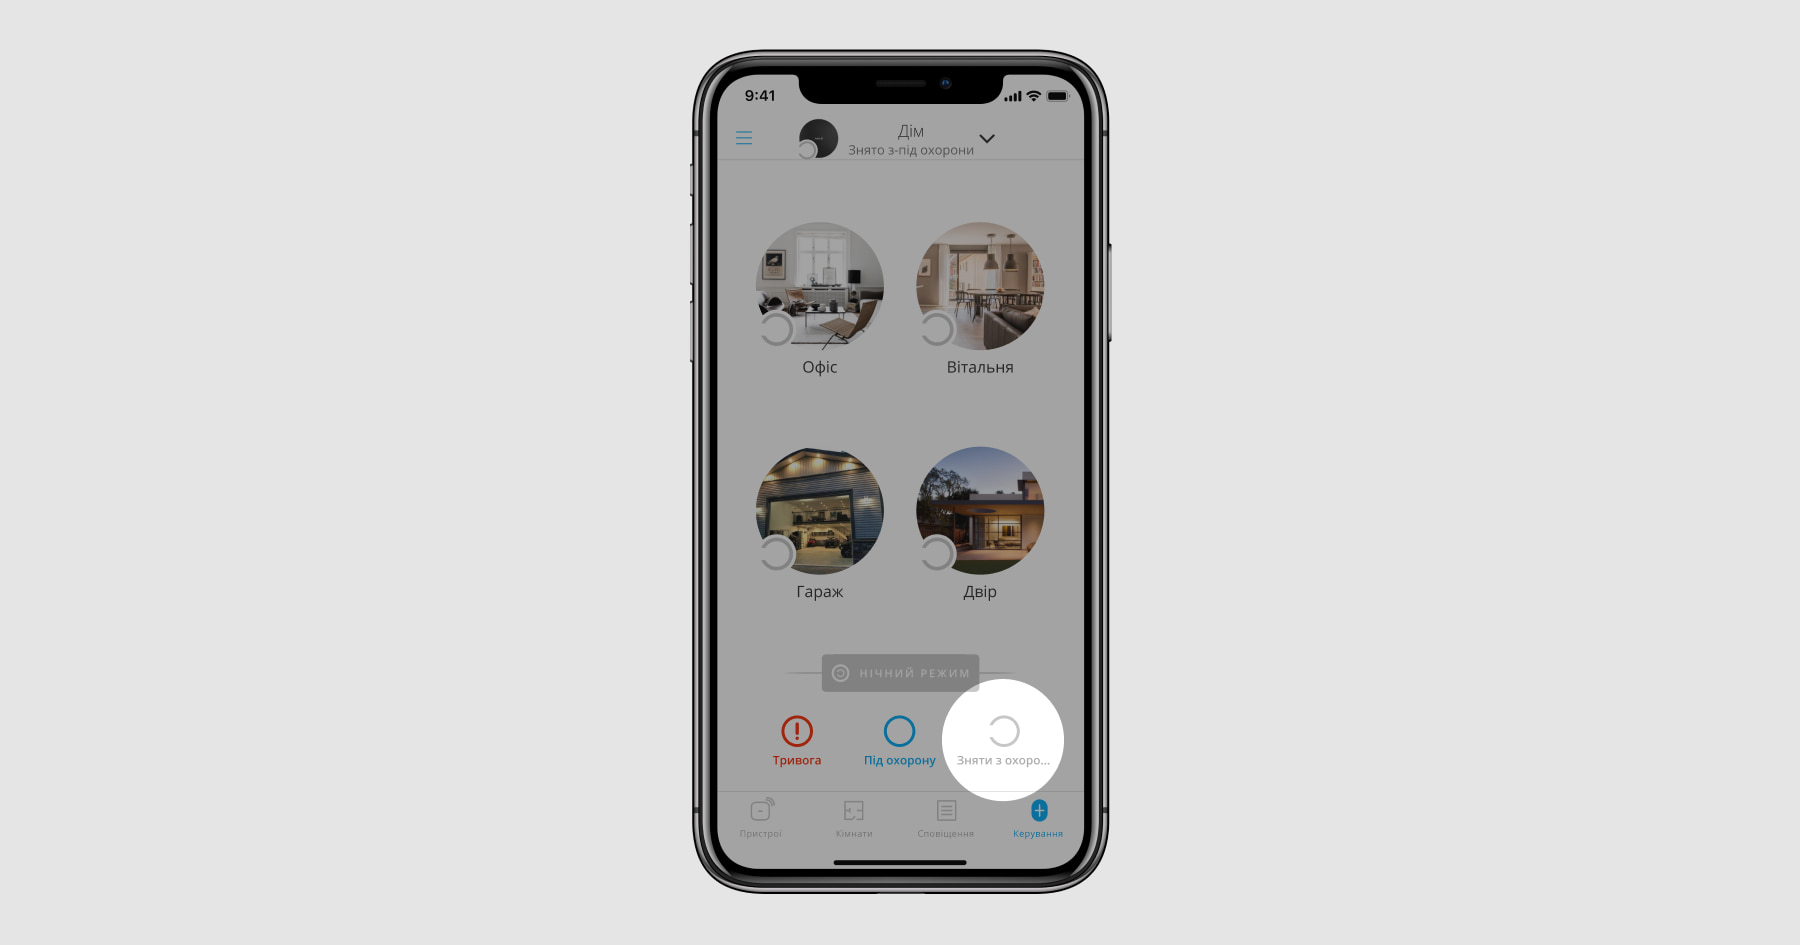 9:41
Дім
Знято з-під охорони
Офіс
Вітальня
Гараж
Двір
НІЧНИЙ РЕЖИМ
Тривога
Під охорону
Зняти з охоро...
Пристрої
Кімнати
Сповіщення
Керування